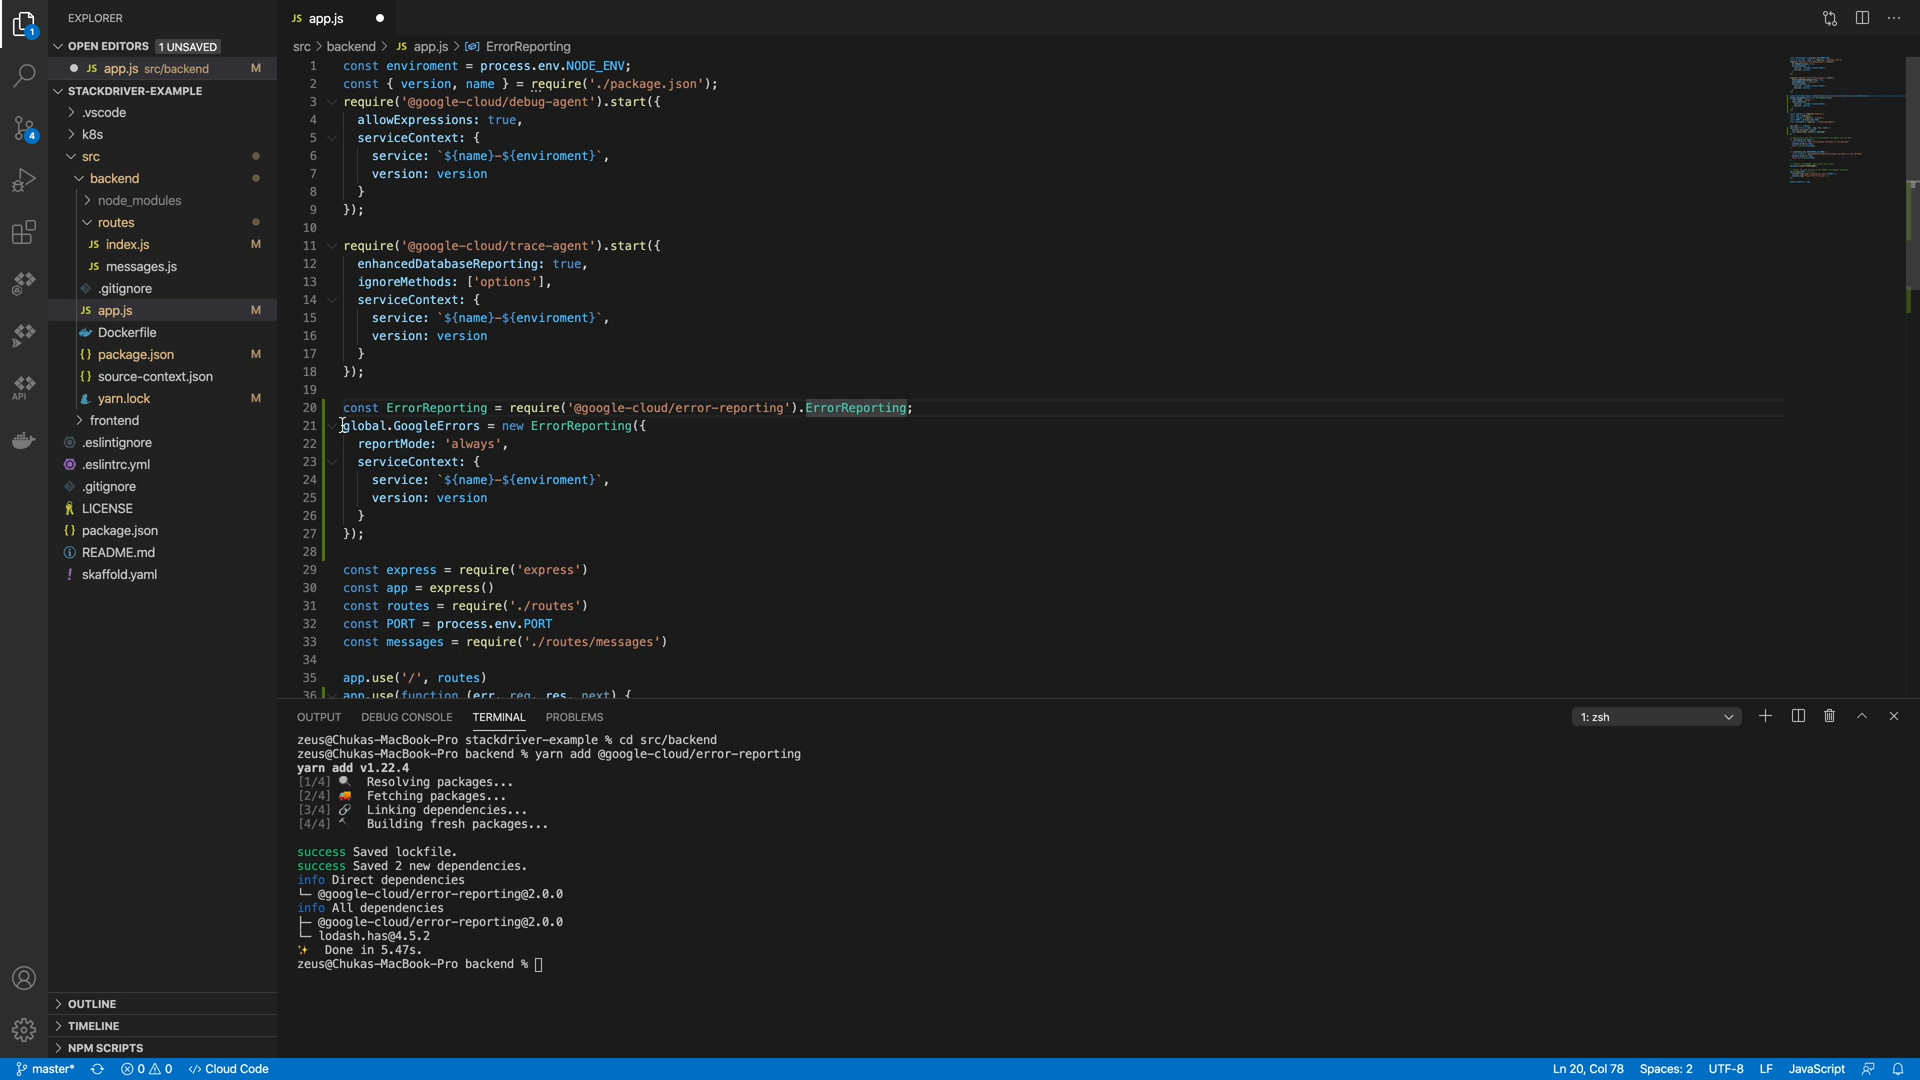 EXPLORER
OPEN EDITORS 1 UNSAVED
JS app.js src/backend M
STACKDRIVER-EXAMPLE
.vscode
k8s
src
backend
node_modules
routes
JS index.js M
JS messages.js
.gitignore
JS app.js M
Dockerfile
{} package.json M
{} source-context.json
yarn.lock M
frontend
.eslintignore
.eslintrc.yml
.gitignore
LICENSE
{} package.json
README.md
! skaffold.yaml
OUTLINE
TIMELINE
NPM SCRIPTS
1
4
API
JS app.js
src > backend > JS app.js > ErrorReporting
1 const enviroment = process.env.NODE_ENV;
2 const { version, name } = require('./package.json');
3 require('@google-cloud/debug-agent').start({
4 allowExpressions: true,
5 serviceContext: {
6 service: `${name}-${enviroment}`,
7 version: version
8 }
9 });
10
11 require('@google-cloud/trace-agent').start({
12 enhancedDatabaseReporting: true,
13 ignoreMethods: ['options'],
14 serviceContext: {
15 service: `${name}-${enviroment}`,
16 version: version
17 }
18 });
19
20 const ErrorReporting = require('@google-cloud/error-reporting').ErrorReporting;
21 global.GoogleErrors = new ErrorReporting({
22 reportMode: 'always',
23 serviceContext: {
24 service: `${name}-${enviroment}`,
25 version: version
26 }
27 });
28
29 const express = require('express')
30 const app = express()
31 const routes = require('./routes')
32 const PORT = process.env.PORT
33 const messages = require('./routes/messages')
34
35 app.use('/', routes)
36 app.use(function (err, req, res, next) {
OUTPUT DEBUG CONSOLE TERMINAL PROBLEMS 1: zsh
zeus@Chukas-MacBook-Pro stackdriver-example % cd src/backend
zeus@Chukas-MacBook-Pro backend % yarn add @google-cloud/error-reporting
yarn add v1.22.4
[1/4] 🔍 Resolving packages...
[2/4] 🚚 Fetching packages...
[3/4] 🔗 Linking dependencies...
[4/4] 🔨 Building fresh packages...
success Saved lockfile.
success Saved 2 new dependencies.
info Direct dependencies
└─ @google-cloud/error-reporting@2.0.0
info All dependencies
├─ @google-cloud/error-reporting@2.0.0
└─ lodash.has@4.5.2
✨ Done in 5.47s.
zeus@Chukas-MacBook-Pro backend %
master* 0 0 Cloud Code Ln 20, Col 78 Spaces: 2 UTF-8 LF JavaScript